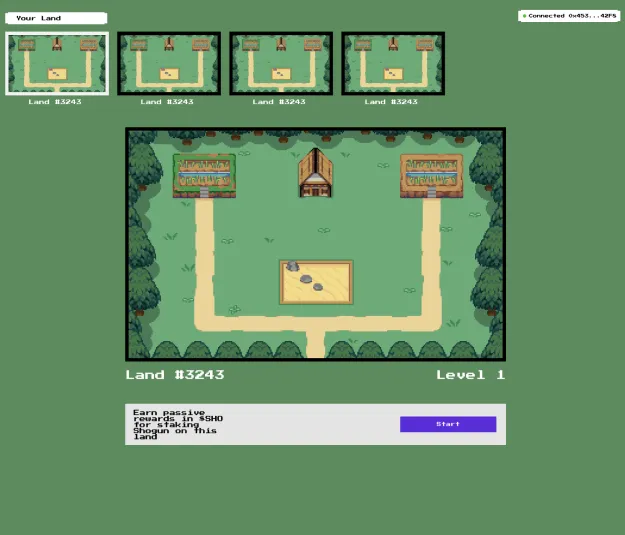 Your Land
Connected 0x453...42F5
Land #3243
Land #3243
Land #3243
Land #3243
Land #3243
Level 1
Earn passive
rewards in $SHO
for staking
Shogun on this
land
Start